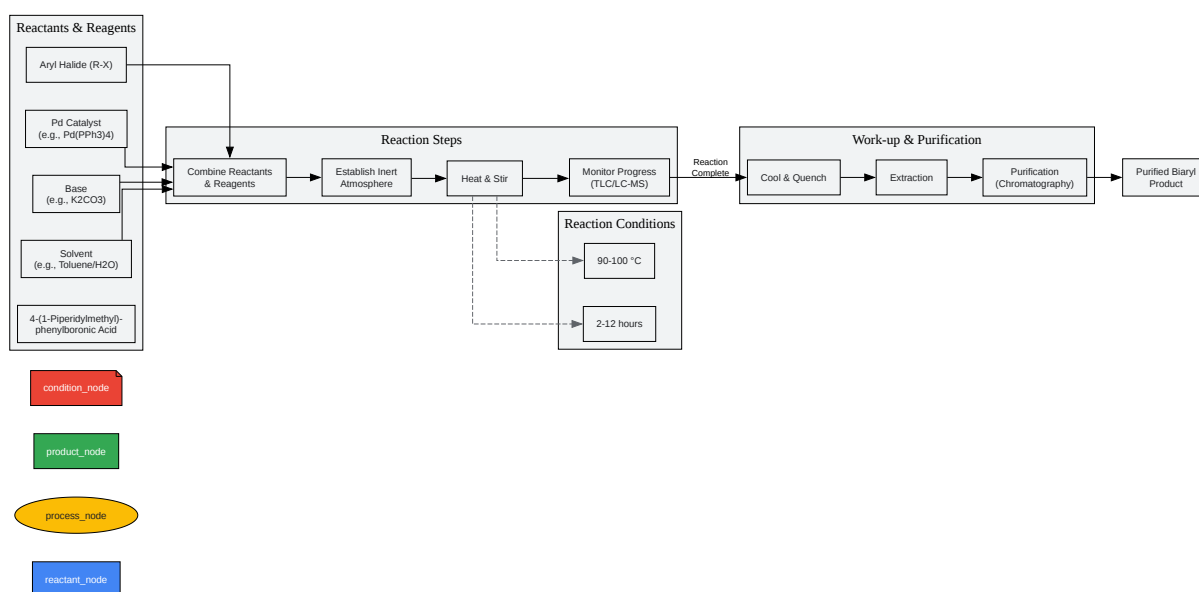 Reactants & Reagents
Aryl Halide (R-X)
Pd Catalyst
(e.g., Pd(PPh3)4)
Base
(e.g., K2CO3)
Solvent
(e.g., Toluene/H2O)
4-(1-Piperidylmethyl)-
phenylboronic Acid
Reaction Steps
Combine Reactants
& Reagents
Establish Inert
Atmosphere
Heat & Stir
Monitor Progress
(TLC/LC-MS)
Reaction
Complete
Work-up & Purification
Cool & Quench
Extraction
Purification
(Chromatography)
Purified Biaryl
Product
Reaction Conditions
90-100 °C
2-12 hours
condition_node
product_node
process_node
reactant_node